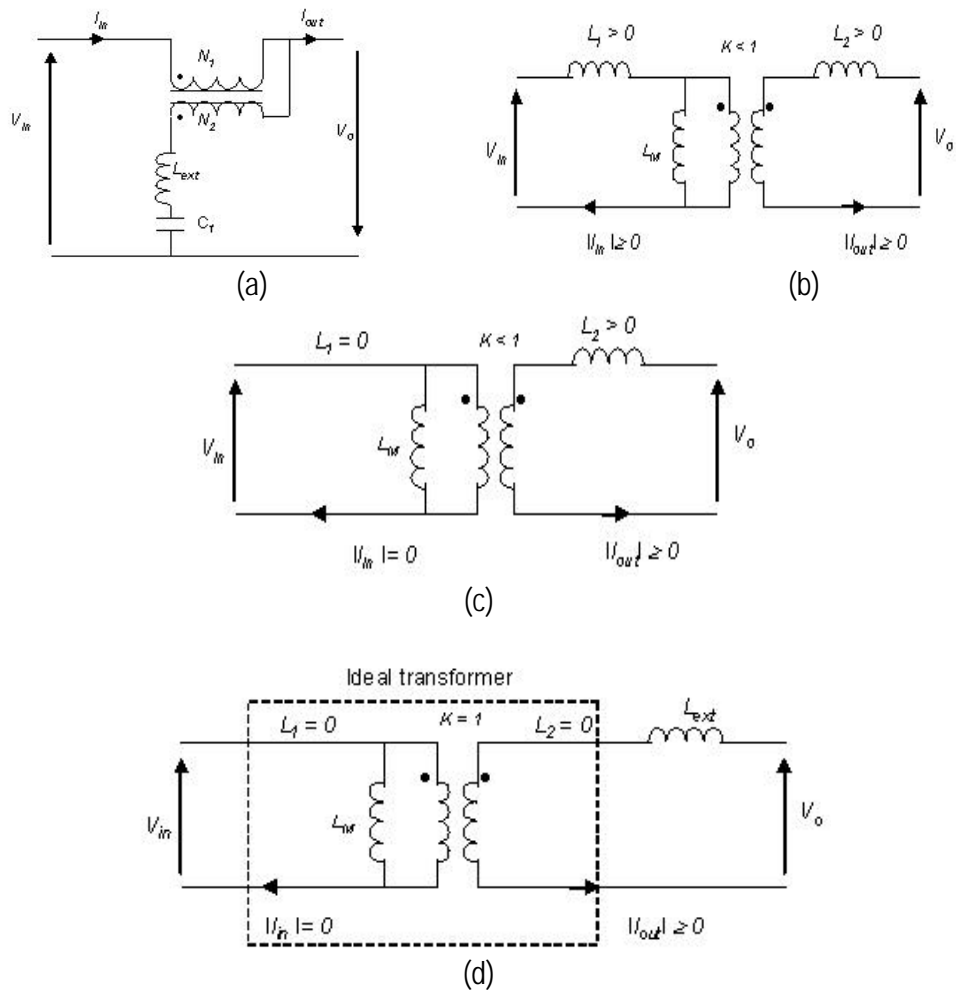 I_in I_out
N_1
N_2
V_in V_o
L_ext
C_1
(a)
L_1 > 0 K < 1 L_2 > 0
V_in L_M V_o
|I_in| ≥ 0 |I_out| ≥ 0
(b)
L_1 = 0 K < 1 L_2 > 0
V_in L_M V_o
|I_in| = 0 |I_out| ≥ 0
(c)
Ideal transformer
L_1 = 0 K = 1 L_2 = 0 L_ext
V_in L_M V_o
|I_in| = 0 |I_out| ≥ 0
(d)